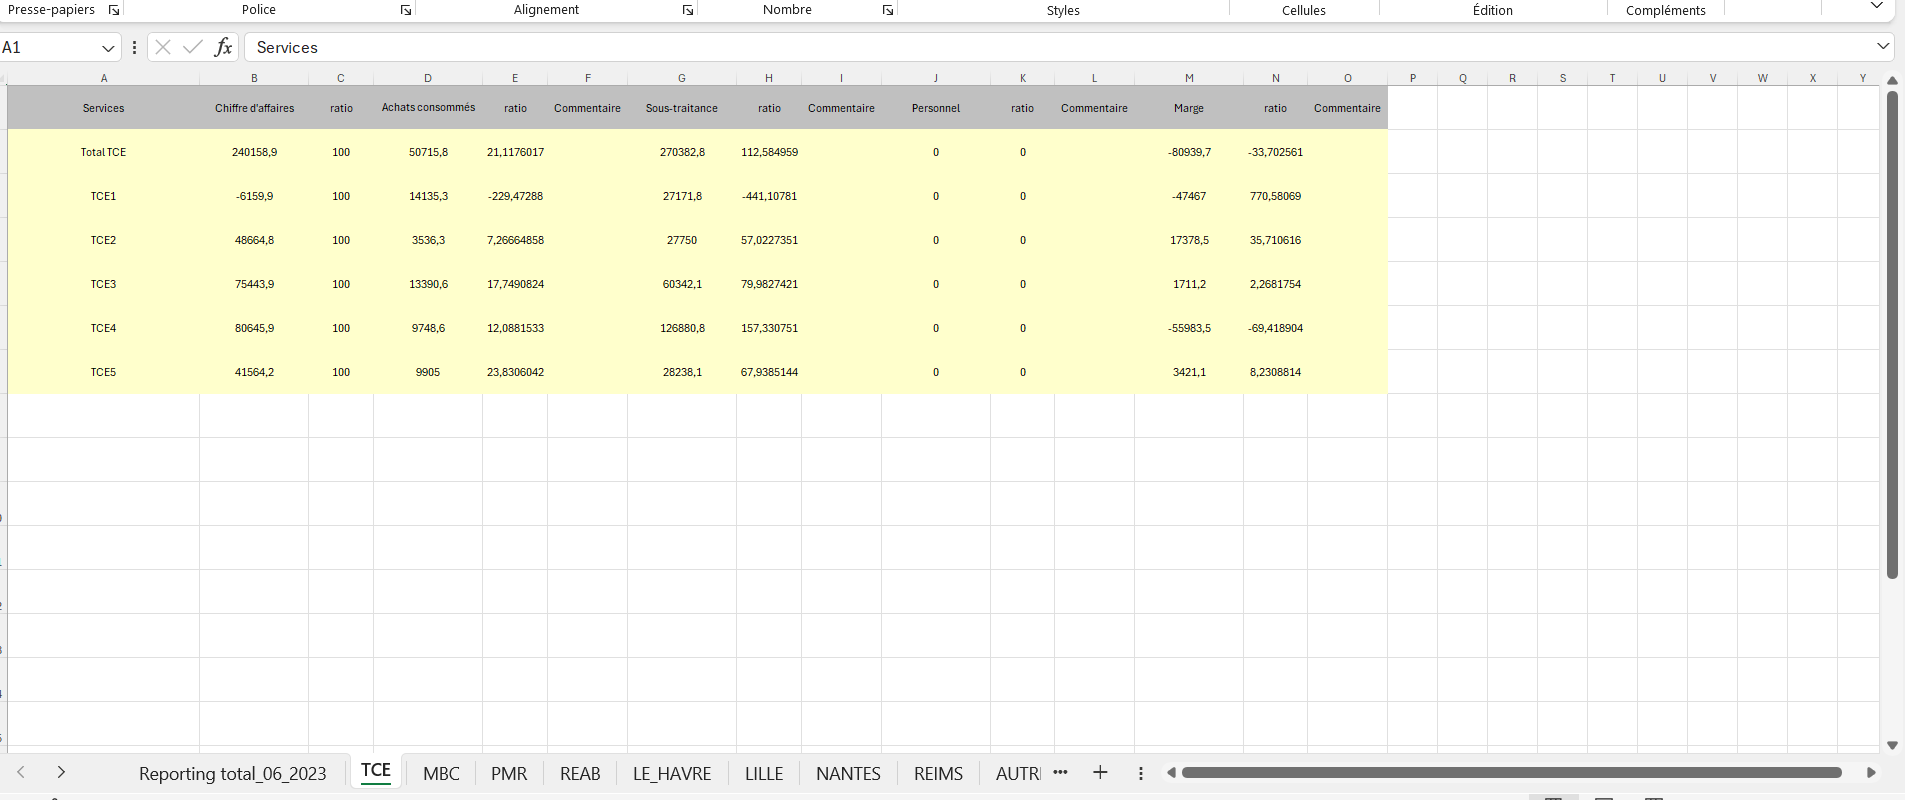 Presse-papiers Police Alignement Nombre Styles Cellules Édition Compléments
A1 fx Services
A B C D E F G H I J K L M N O P Q R S T U V W X Y
Services Chiffre d'affaires ratio Achats consommés ratio Commentaire Sous-traitance ratio Commentaire Personnel ratio Commentaire Marge ratio Commentaire
Total TCE 240158,9 100 50715,8 21,1176017 270382,8 112,584959 0 0 -80939,7 -33,702561
TCE1 -6159,9 100 14135,3 -229,47288 27171,8 -441,10781 0 0 -47467 770,58069
TCE2 48664,8 100 3536,3 7,26664858 27750 57,0227351 0 0 17378,5 35,710616
TCE3 75443,9 100 13390,6 17,7490824 60342,1 79,9827421 0 0 1711,2 2,2681754
TCE4 80645,9 100 9748,6 12,0881533 126880,8 157,330751 0 0 -55983,5 -69,418904
TCE5 41564,2 100 9905 23,8306042 28238,1 67,9385144 0 0 3421,1 8,2308814
Reporting total_06_2023 TCE MBC PMR REAB LE_HAVRE LILLE NANTES REIMS AUTR